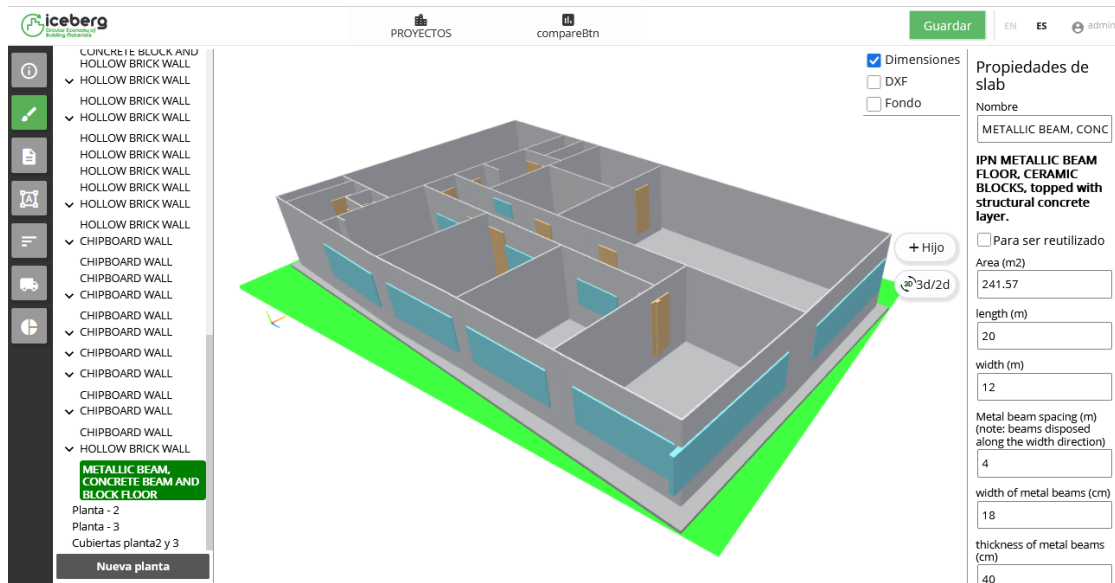 iceberg
Circular Economy of
Building Materials
PROYECTOS
compareBtn
Guardar
EN
ES
admin
CONCRETE BLOCK AND
HOLLOW BRICK WALL
HOLLOW BRICK WALL
HOLLOW BRICK WALL
HOLLOW BRICK WALL
HOLLOW BRICK WALL
HOLLOW BRICK WALL
HOLLOW BRICK WALL
HOLLOW BRICK WALL
HOLLOW BRICK WALL
HOLLOW BRICK WALL
CHIPBOARD WALL
CHIPBOARD WALL
CHIPBOARD WALL
CHIPBOARD WALL
CHIPBOARD WALL
CHIPBOARD WALL
CHIPBOARD WALL
CHIPBOARD WALL
CHIPBOARD WALL
CHIPBOARD WALL
CHIPBOARD WALL
HOLLOW BRICK WALL
METALLIC BEAM,
CONCRETE BEAM AND
BLOCK FLOOR
Planta - 2
Planta - 3
Cubiertas planta2 y 3
Nueva planta
Dimensiones
DXF
Fondo
+ Hijo
3D 3d/2d
Propiedades de
slab
Nombre
METALLIC BEAM, CONC
IPN METALLIC BEAM
FLOOR, CERAMIC
BLOCKS, topped with
structural concrete
layer.
Para ser reutilizado
Area (m2)
241.57
length (m)
20
width (m)
12
Metal beam spacing (m)
(note: beams disposed
along the width direction)
4
width of metal beams (cm)
18
thickness of metal beams
(cm)
40